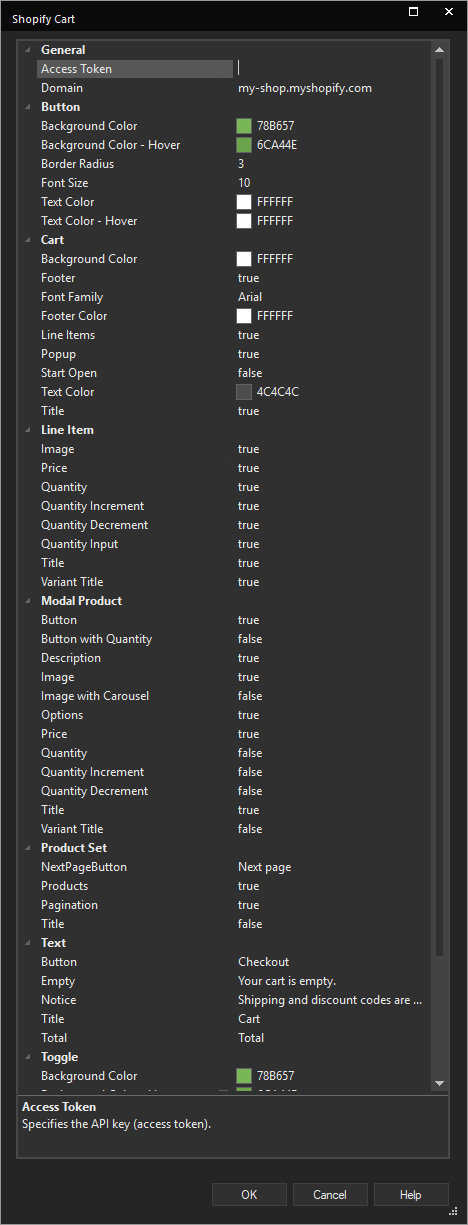 Shopify Cart
General
Access Token
Domain my-shop.myshopify.com
Button
Background Color 78B657
Background Color - Hover 6CA44E
Border Radius 3
Font Size 10
Text Color FFFFFF
Text Color - Hover FFFFFF
Cart
Background Color FFFFFF
Footer true
Font Family Arial
Footer Color FFFFFF
Line Items true
Popup true
Start Open false
Text Color 4C4C4C
Title true
Line Item
Image true
Price true
Quantity true
Quantity Increment true
Quantity Decrement true
Quantity Input true
Title true
Variant Title true
Modal Product
Button true
Button with Quantity false
Description true
Image true
Image with Carousel false
Options true
Price true
Quantity false
Quantity Increment false
Quantity Decrement false
Title true
Variant Title false
Product Set
NextPageButton Next page
Products true
Pagination true
Title false
Text
Button Checkout
Empty Your cart is empty.
Notice Shipping and discount codes are ...
Title Cart
Total Total
Toggle
Background Color 78B657
Access Token
Specifies the API key (access token).
OK Cancel Help